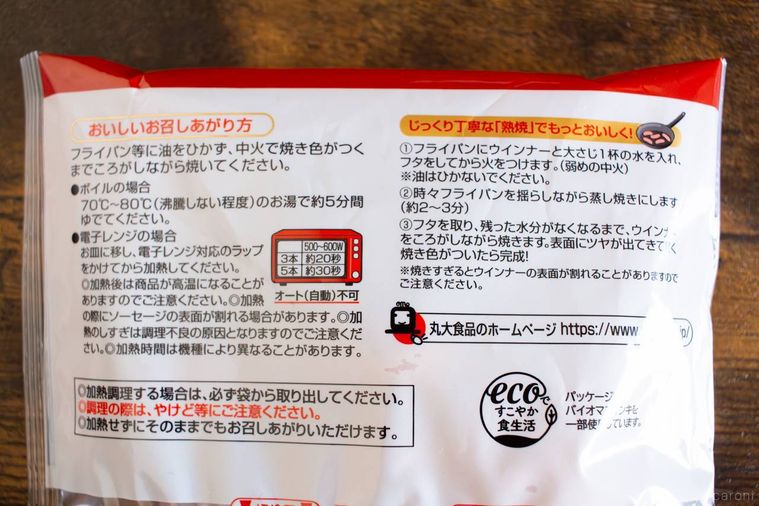 おいしいお召しあがり方
フライパン等に油をひかず、中火で焼き色がつく
までころがしながら焼いてください。
●ボイルの場合
70℃〜80℃(沸騰しない程度)のお湯で約5分間
ゆでてください。
●電子レンジの場合
お皿に移し、電子レンジ対応のラップ
をかけてから加熱してください。
◎加熱後は商品が高温になることが
ありますのでご注意ください。◎加熱
の際にソーセージの表面が割れる場合があります。◎加
熱のしすぎは調理不良の原因となりますのでご注意くだ
さい。◎加熱時間は機種により異なることがあります。
500〜600W
3本 約20秒
5本 約30秒
オート(自動)不可
◎加熱調理する場合は、必ず袋から取り出してください。
◎調理の際は、やけど等にご注意ください。
◎加熱せずにそのままでもお召しあがりいただけます。
じっくり丁寧な「熟焼」でもっとおいしく!
①フライパンにウインナーと大さじ1杯の水を入れ、
フタをしてから火をつけます。(弱めの中火)
※油はひかないでください。
②時々フライパンを揺らしながら蒸し焼きにします
(約2〜3分)
③フタを取り、残った水分がなくなるまで、ウインナー
をころがしながら焼きます。表面にツヤが出てきて
焼き色がついたら完成!
※焼きすぎるとウインナーの表面が割れることがありますので
ご注意ください。
丸大食品のホームページ https://www
eco
で
すこやか
食生活
パッケージ
バイオマスインキを
一部使用しています。
caroni